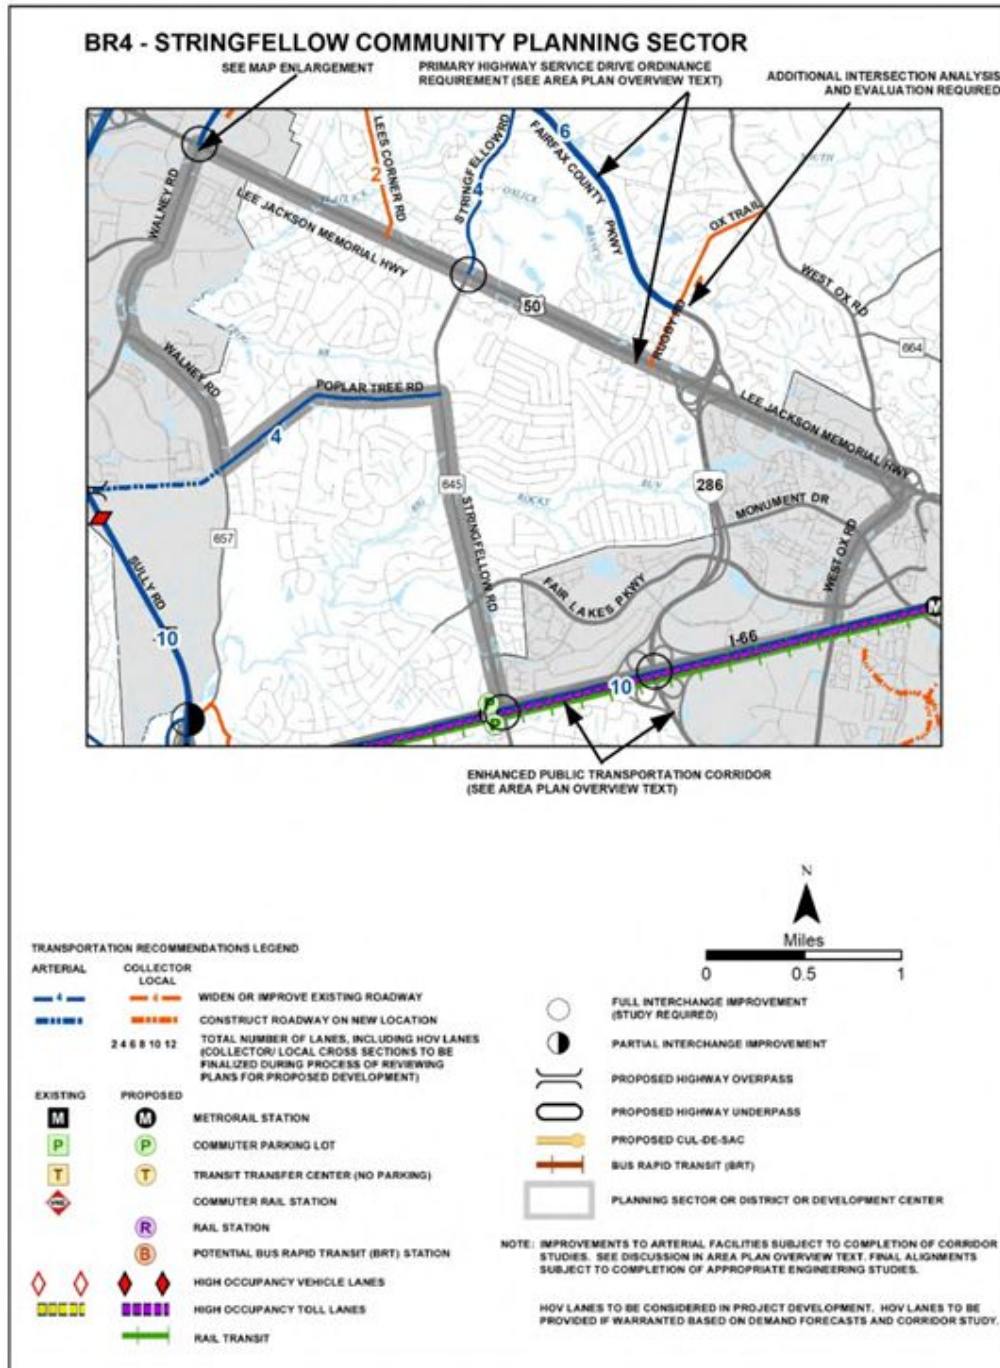 BR4 - STRINGFELLOW COMMUNITY PLANNING SECTOR
SEE MAP ENLARGEMENT
PRIMARY HIGHWAY SERVICE DRIVE ORDINANCE
REQUIREMENT (SEE AREA PLAN OVERVIEW TEXT)
ADDITIONAL INTERSECTION ANALYSIS
AND EVALUATION REQUIRED
WALNEY RD
LEE JACKSON MEMORIAL HWY
LEES CORNER RD
2
STRINGFELLOW RD
4
6
FAIRFAX COUNTY PKWY
OX TRAIL
RUGBY RD
WEST OX RD
664
50
WALNEY RD
POPLAR TREE RD
4
LEE JACKSON MEMORIAL HWY
286
645
ROCKY
RUN
BIG
MONUMENT DR
657
STRINGFELLOW RD
WEST OX RD
SULLY RD
10
FAIR LAKES PKWY
I-66
M
10
P
P
ENHANCED PUBLIC TRANSPORTATION CORRIDOR
(SEE AREA PLAN OVERVIEW TEXT)
N
Miles
0 0.5 1
TRANSPORTATION RECOMMENDATIONS LEGEND
ARTERIAL COLLECTOR
LOCAL
4 4 WIDEN OR IMPROVE EXISTING ROADWAY
CONSTRUCT ROADWAY ON NEW LOCATION
2 4 6 8 10 12 TOTAL NUMBER OF LANES, INCLUDING HOV LANES
(COLLECTOR/ LOCAL CROSS SECTIONS TO BE
FINALIZED DURING PROCESS OF REVIEWING
PLANS FOR PROPOSED DEVELOPMENT)
EXISTING PROPOSED
M M METRORAIL STATION
P P COMMUTER PARKING LOT
T T TRANSIT TRANSFER CENTER (NO PARKING)
VRE COMMUTER RAIL STATION
R RAIL STATION
B POTENTIAL BUS RAPID TRANSIT (BRT) STATION
HIGH OCCUPANCY VEHICLE LANES
HIGH OCCUPANCY TOLL LANES
RAIL TRANSIT
FULL INTERCHANGE IMPROVEMENT
(STUDY REQUIRED)
PARTIAL INTERCHANGE IMPROVEMENT
PROPOSED HIGHWAY OVERPASS
PROPOSED HIGHWAY UNDERPASS
PROPOSED CUL-DE-SAC
BUS RAPID TRANSIT (BRT)
PLANNING SECTOR OR DISTRICT OR DEVELOPMENT CENTER
NOTE: IMPROVEMENTS TO ARTERIAL FACILITIES SUBJECT TO COMPLETION OF CORRIDOR
STUDIES. SEE DISCUSSION IN AREA PLAN OVERVIEW TEXT. FINAL ALIGNMENTS
SUBJECT TO COMPLETION OF APPROPRIATE ENGINEERING STUDIES.
HOV LANES TO BE CONSIDERED IN PROJECT DEVELOPMENT. HOV LANES TO BE
PROVIDED IF WARRANTED BASED ON DEMAND FORECASTS AND CORRIDOR STUDY.